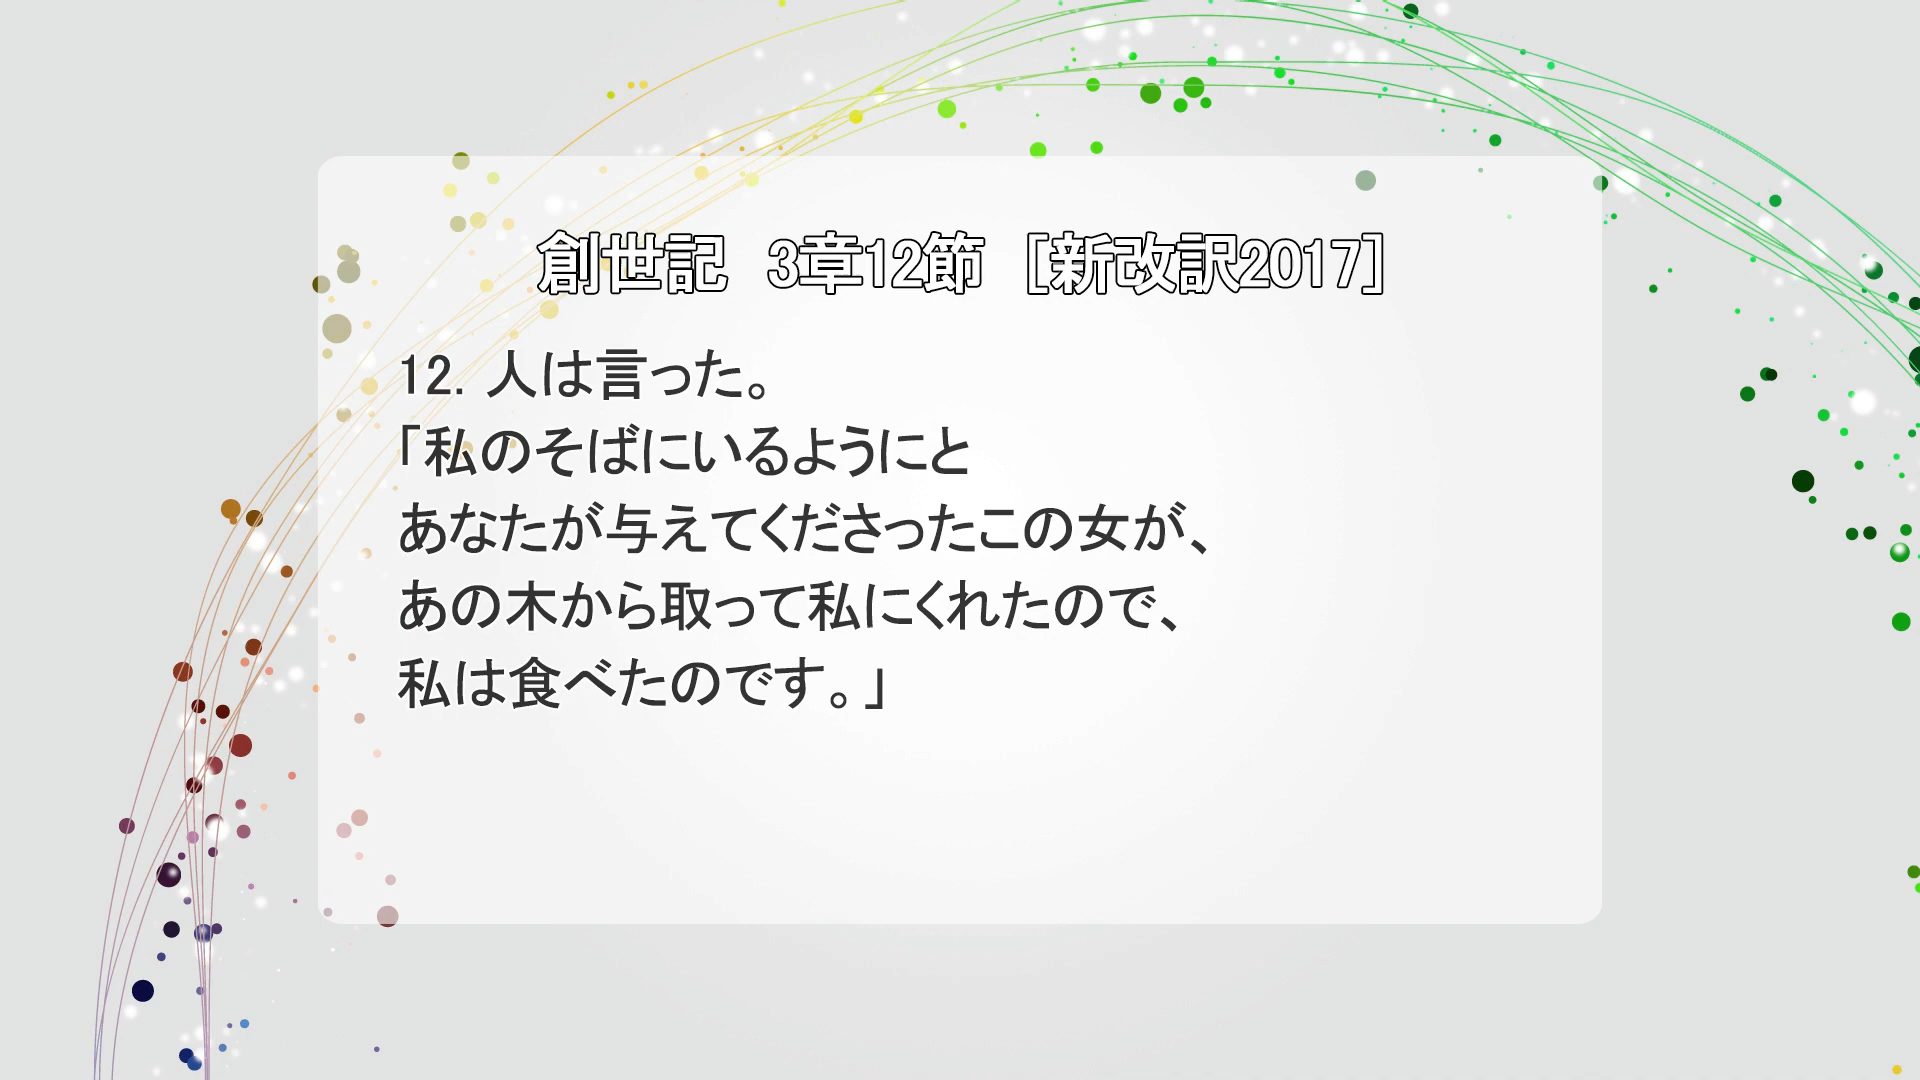 創世記　3章12節　[新改訳2017]
12. 人は言った。
「私のそばにいるようにと
あなたが与えてくださったこの女が、
あの木から取って私にくれたので、
私は食べたのです。」